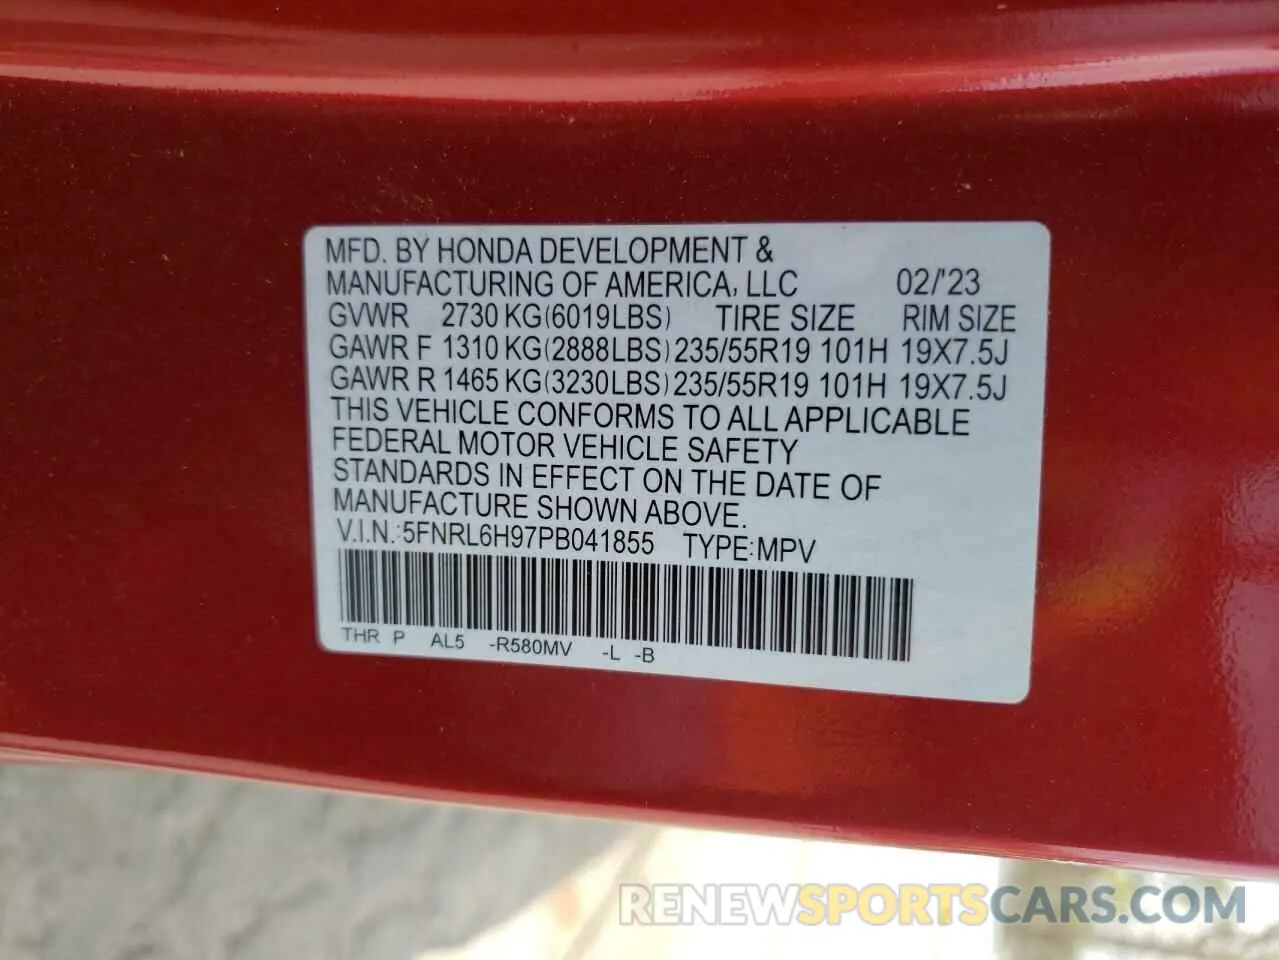 MFD. BY HONDA DEVELOPMENT &
MANUFACTURING OF AMERICA, LLC 02/'23
GVWR 2730 KG(6019LBS) TIRE SIZE RIM SIZE
GAWR F 1310 KG(2888LBS) 235/55R19 101H 19X7.5J
GAWR R 1465 KG(3230LBS) 235/55R19 101H 19X7.5J
THIS VEHICLE CONFORMS TO ALL APPLICABLE
FEDERAL MOTOR VEHICLE SAFETY
STANDARDS IN EFFECT ON THE DATE OF
MANUFACTURE SHOWN ABOVE.
V.I.N.:5FNRL6H97PB041855 TYPE:MPV
THR P AL5 -R580MV -L -B
RENEWSPORTSCARS.COM